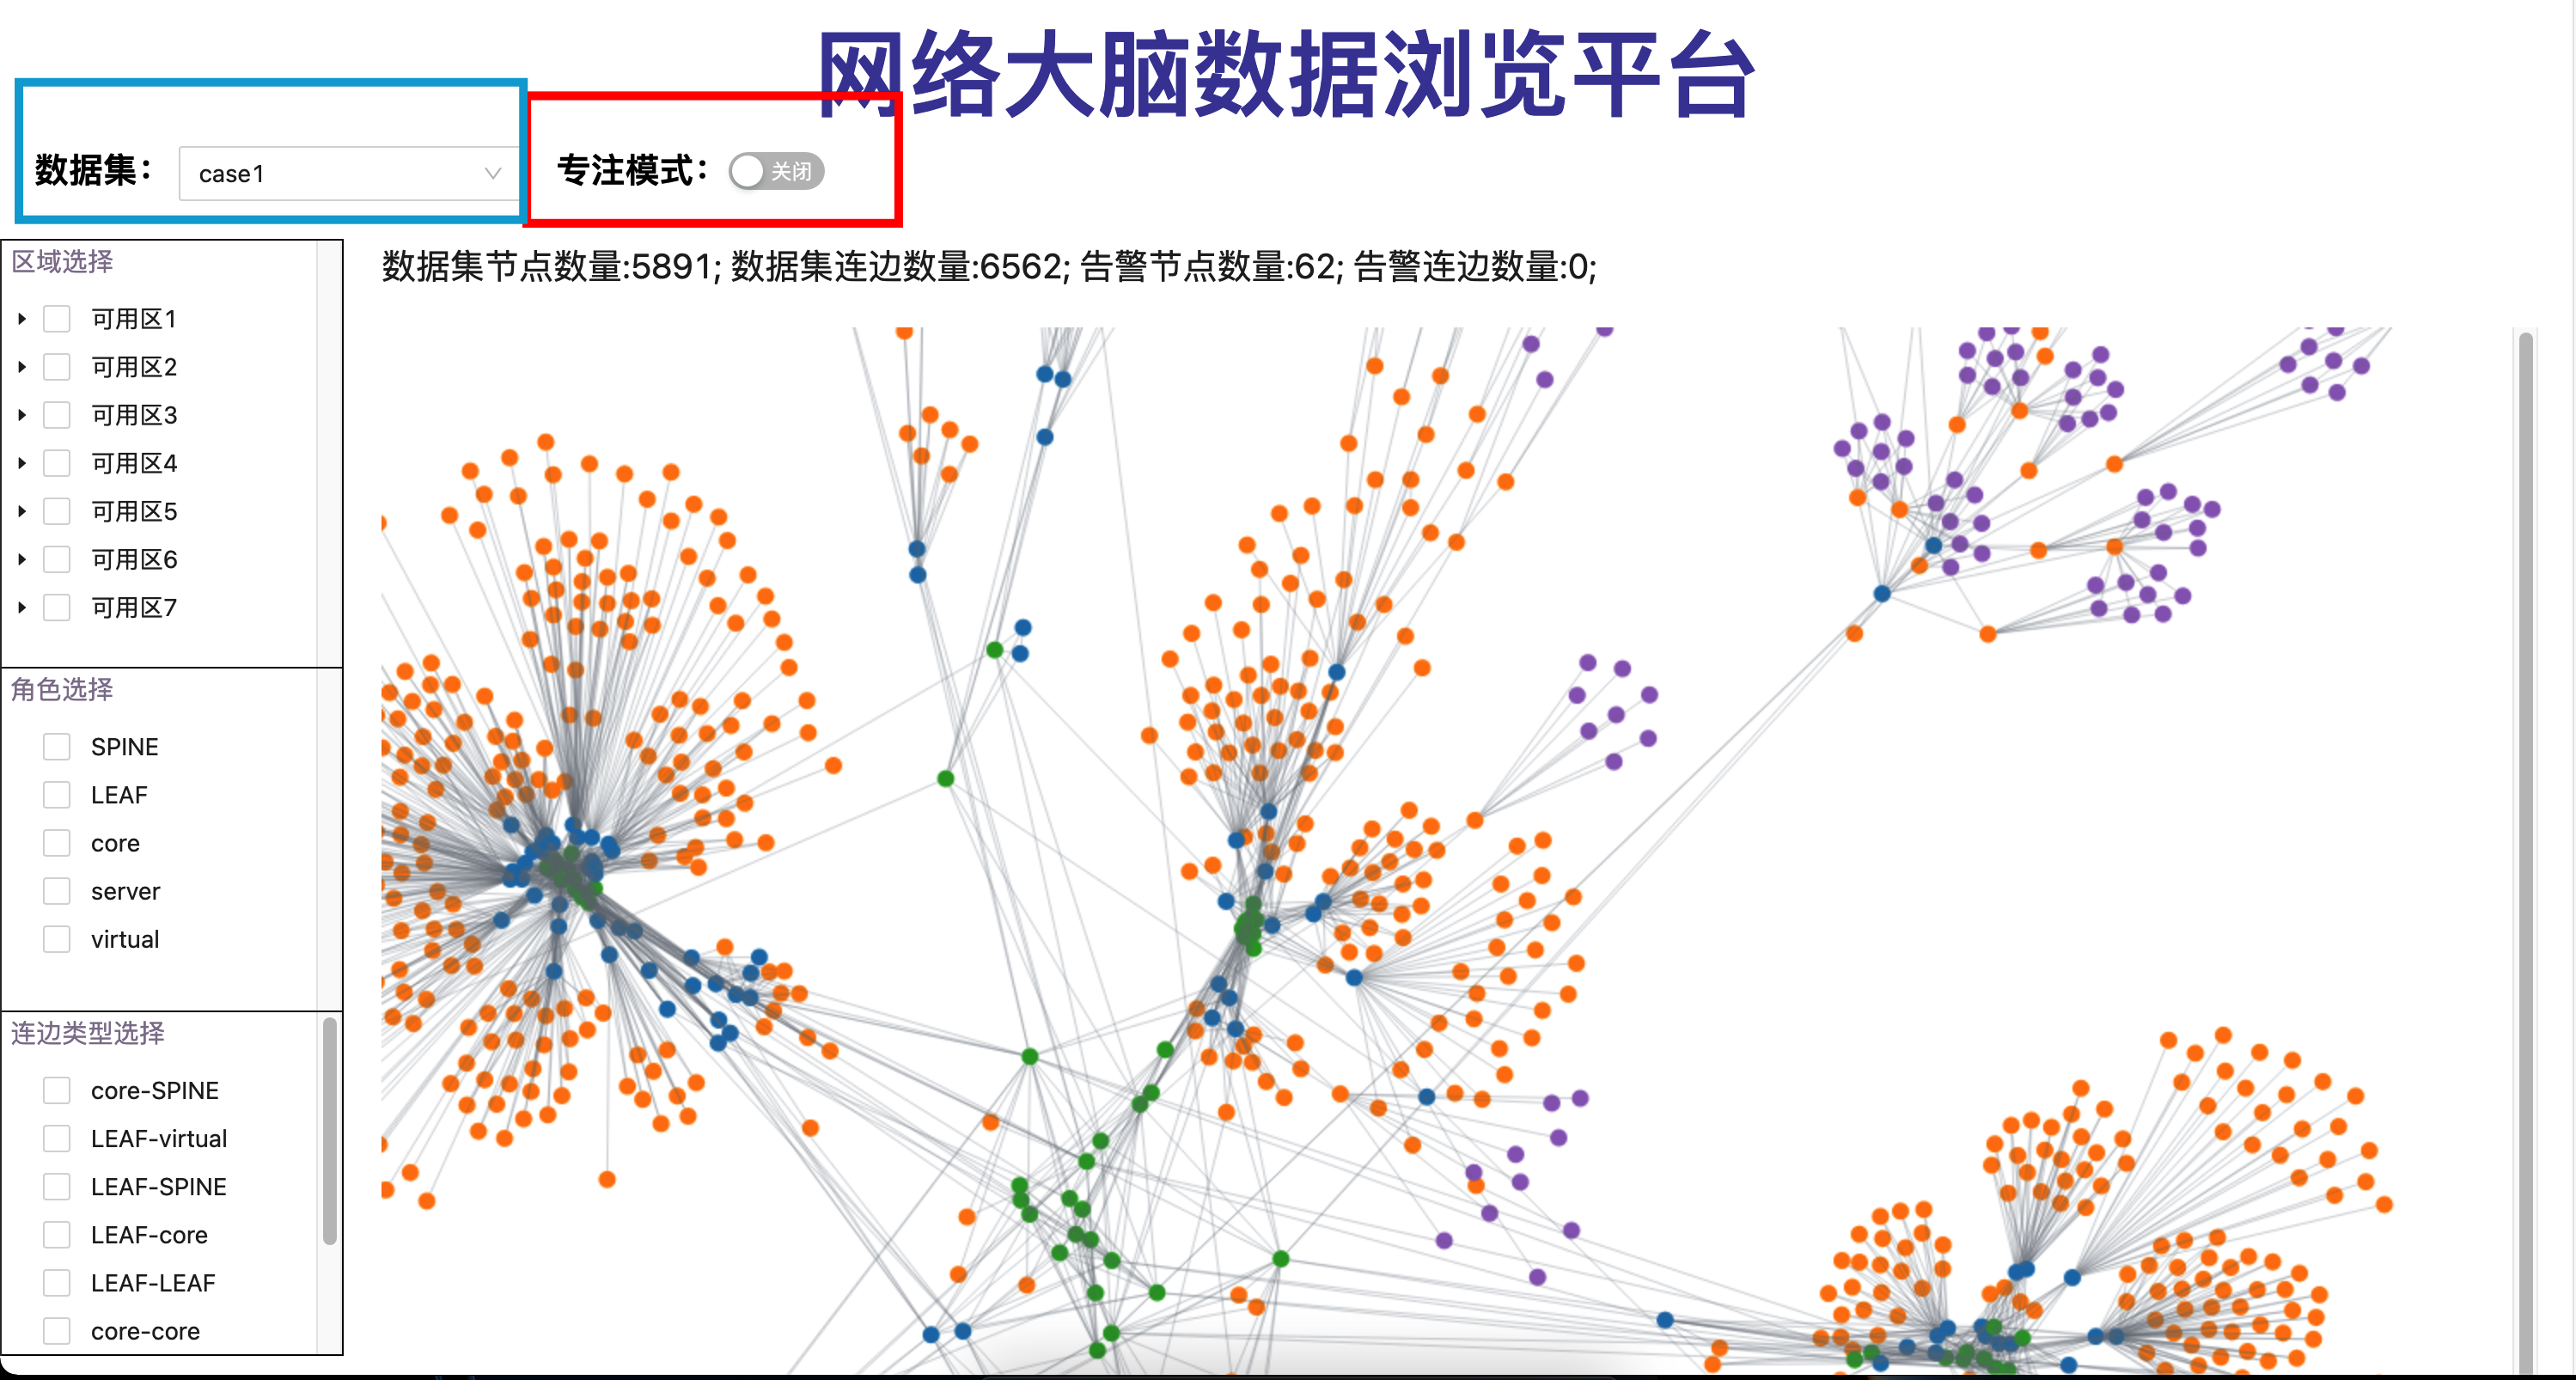 网络大脑数据浏览平台
数据集： case1
专注模式： 关闭
数据集节点数量:5891; 数据集连边数量:6562; 告警节点数量:62; 告警连边数量:0;
区域选择
可用区1
可用区2
可用区3
可用区4
可用区5
可用区6
可用区7
角色选择
SPINE
LEAF
core
server
virtual
连边类型选择
core-SPINE
LEAF-virtual
LEAF-SPINE
LEAF-core
LEAF-LEAF
core-core